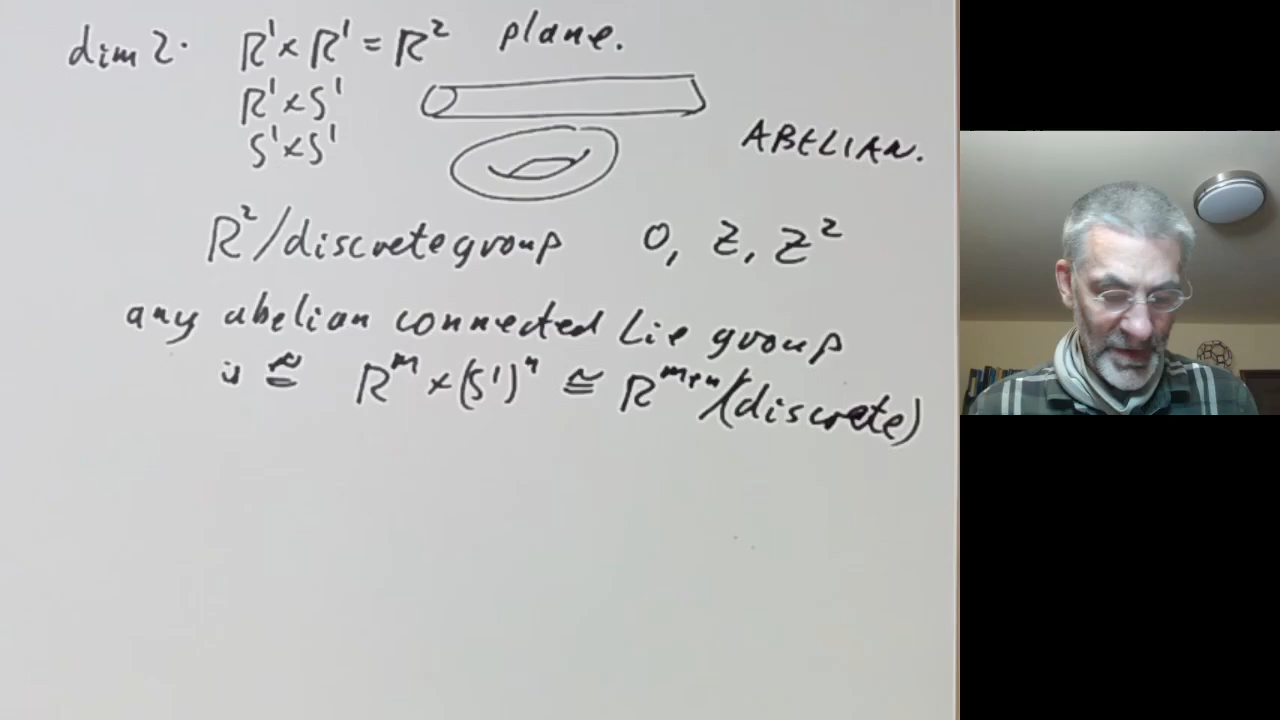 dim 2. R¹ × R¹ = R² plane.
R¹ × S¹
S¹ × S¹
ABELIAN.
R²/discrete group 0, Z, Z²
any abelian connected Lie group
is ≅ Rᵐ × (S¹)ⁿ ≅ Rᵐ⁺ⁿ/(discrete)